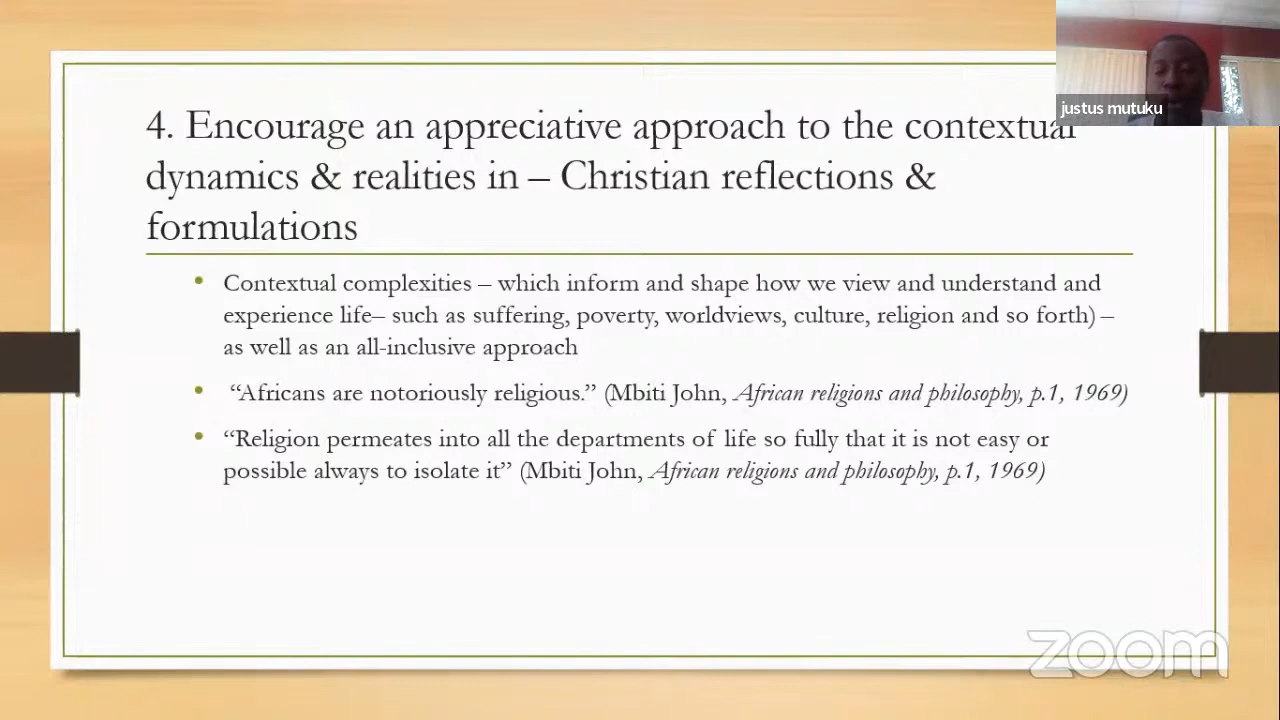 justus mutuku
4. Encourage an appreciative approach to the contextual
dynamics & realities in – Christian reflections &
formulations
• Contextual complexities – which inform and shape how we view and understand and
experience life– such as suffering, poverty, worldviews, culture, religion and so forth) –
as well as an all-inclusive approach
• “Africans are notoriously religious.” (Mbiti John, African religions and philosophy, p.1, 1969)
• “Religion permeates into all the departments of life so fully that it is not easy or
possible always to isolate it” (Mbiti John, African religions and philosophy, p.1, 1969)
zoom